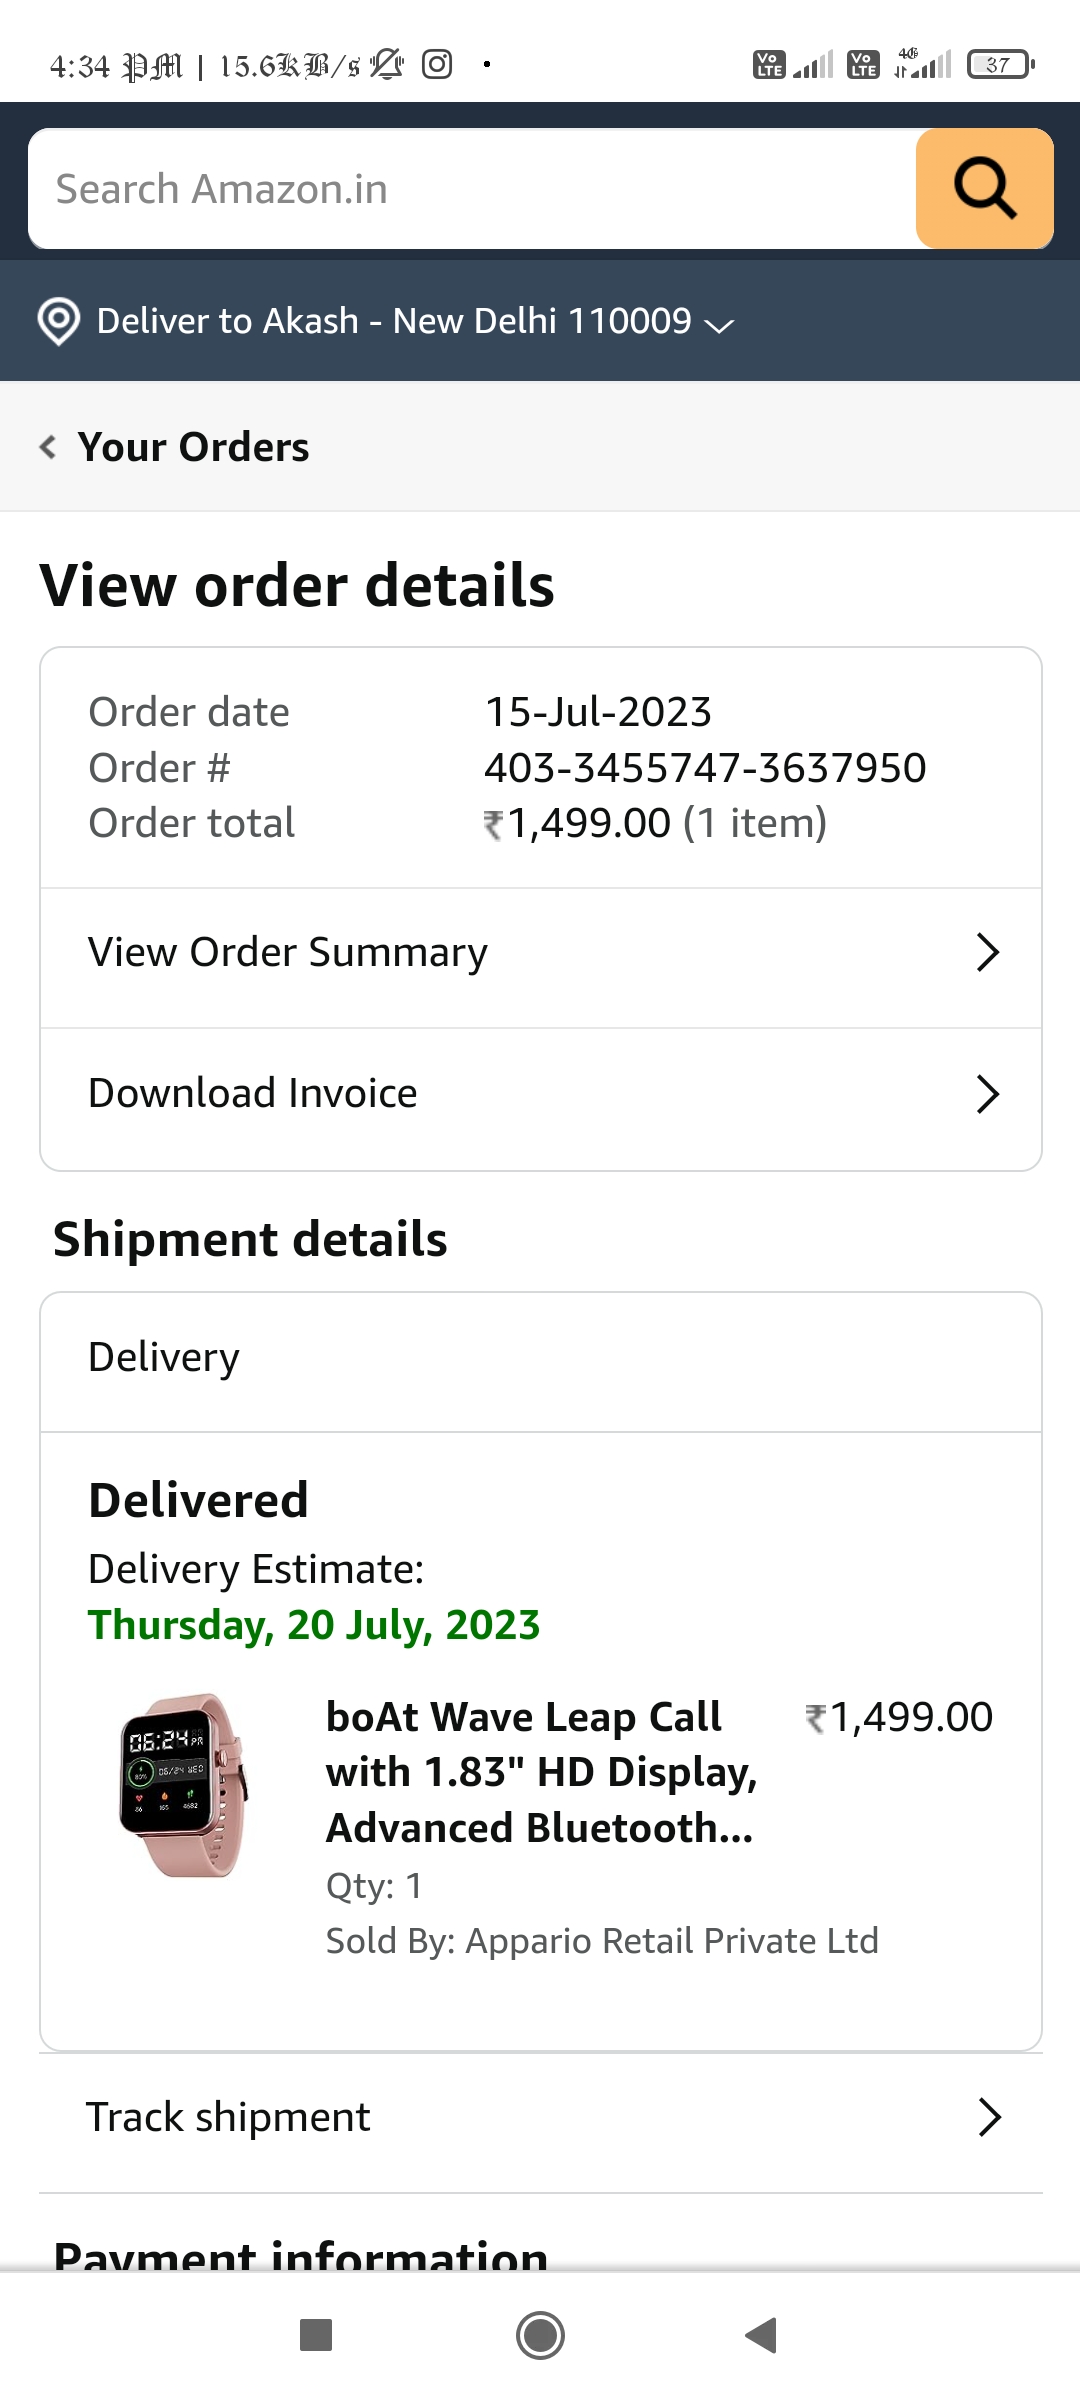 4:34 PM | 15.6KB/s
Vo LTE Vo LTE 4G 37
Search Amazon.in
Deliver to Akash - New Delhi 110009
Your Orders
View order details
Order date 15-Jul-2023
Order # 403-3455747-3637950
Order total ₹1,499.00 (1 item)
View Order Summary
Download Invoice
Shipment details
Delivery
Delivered
Delivery Estimate:
Thursday, 20 July, 2023
boAt Wave Leap Call ₹1,499.00
with 1.83" HD Display,
Advanced Bluetooth...
Qty: 1
Sold By: Appario Retail Private Ltd
06:24
Track shipment
Payment information